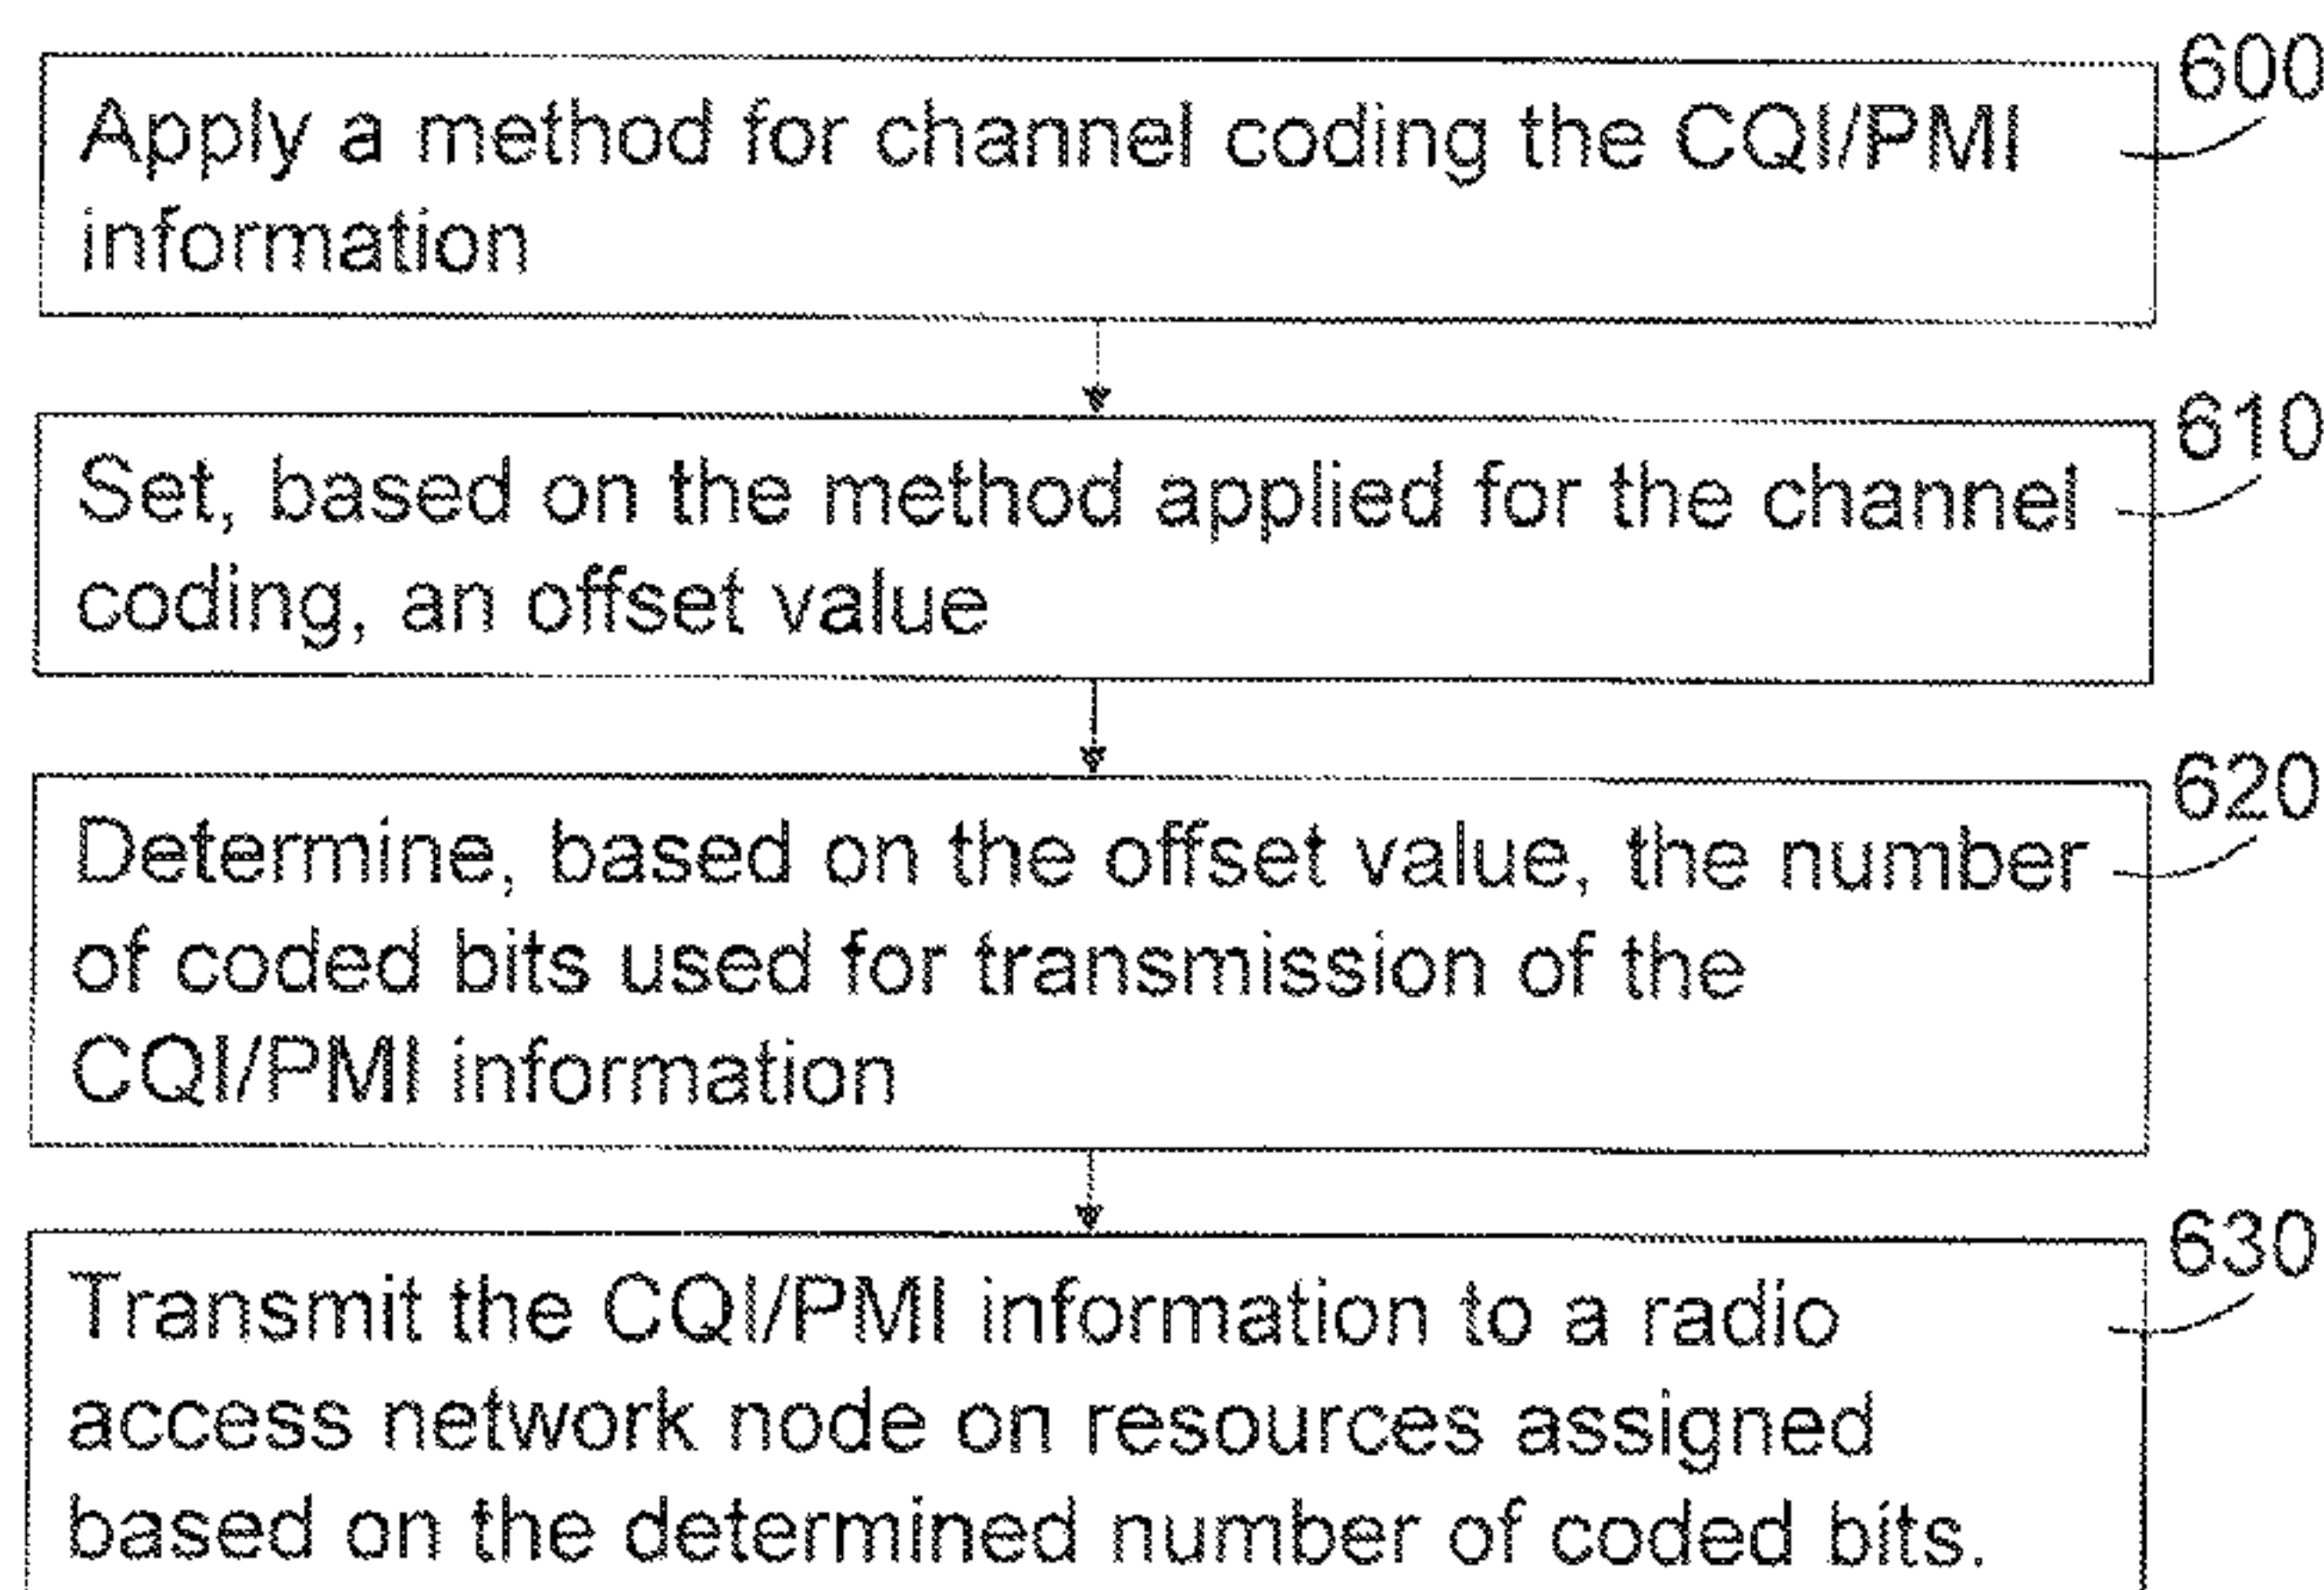 600
Apply a method for channel coding the CQI/PMI
information
610
Set, based on the method applied for the channel
coding, an offset value
620
Determine, based on the offset value, the number
of coded bits used for transmission of the
CQI/PMI information
630
Transmit the CQI/PMI information to a radio
access network node on resources assigned
based on the determined number of coded bits.